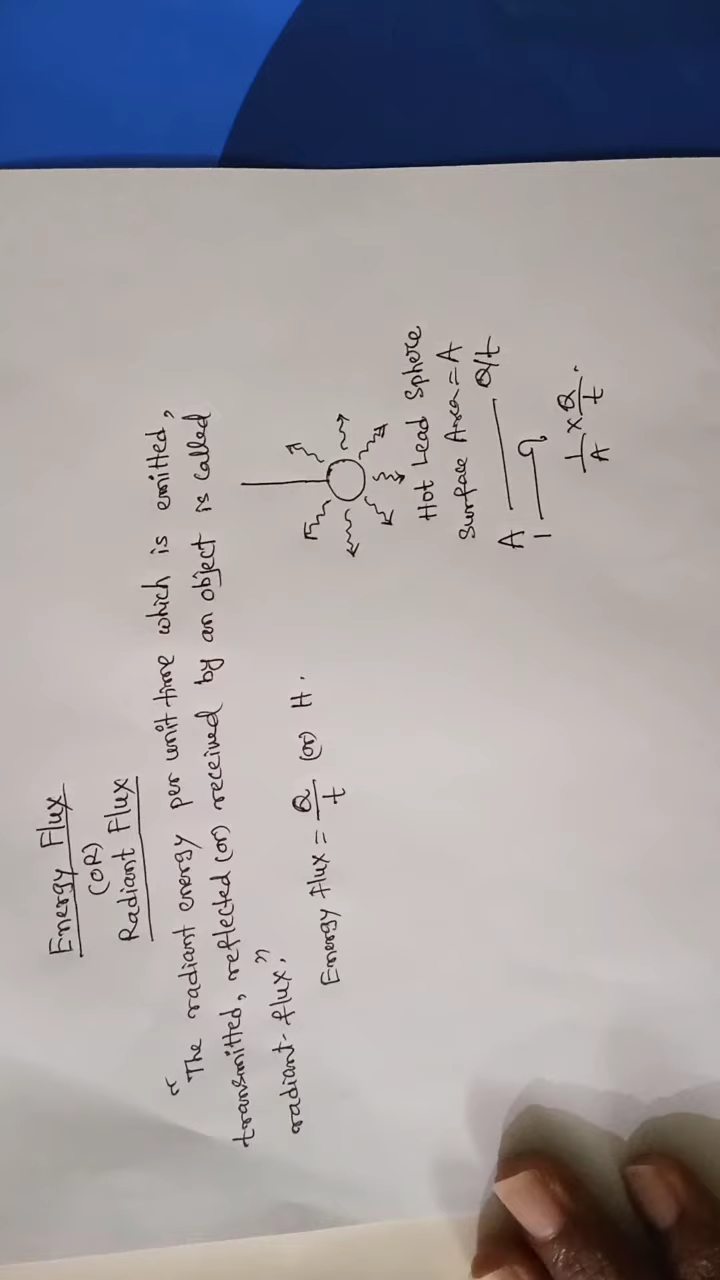 Energy Flux
(OR)
Radiant Flux
“ The radiant energy per unit time which is emitted,
transmitted, reflected (or) received by an object is called
radiant-flux.”
Energy flux = Q/t (or) H.
Hot Lead Sphere
Surface Area = A
A — Q/t
1 — ?
1/A × Q/t.